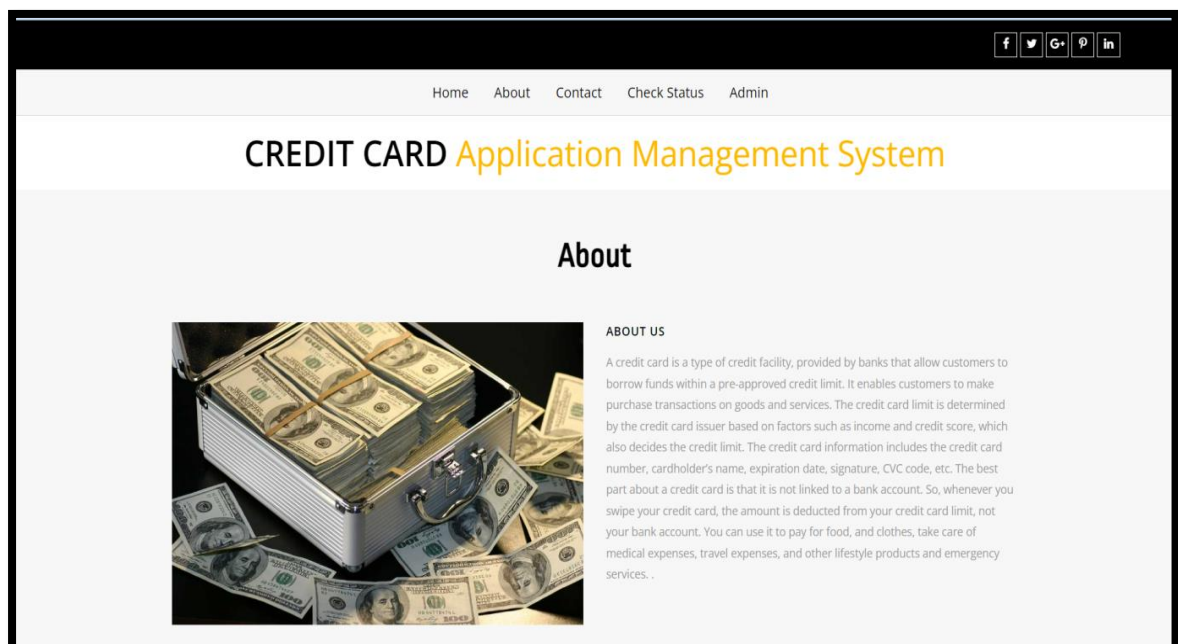 f G+ in
Home About Contact Check Status Admin
CREDIT CARD Application Management System
About
ABOUT US
A credit card is a type of credit facility, provided by banks that allow customers to
borrow funds within a pre-approved credit limit. It enables customers to make
purchase transactions on goods and services. The credit card limit is determined
by the credit card issuer based on factors such as income and credit score, which
also decides the credit limit. The credit card information includes the credit card
number, cardholder's name, expiration date, signature, CVC code, etc. The best
part about a credit card is that it is not linked to a bank account. So, whenever you
swipe your credit card, the amount is deducted from your credit card limit, not
your bank account. You can use it to pay for food, and clothes, take care of
medical expenses, travel expenses, and other lifestyle products and emergency
services. .